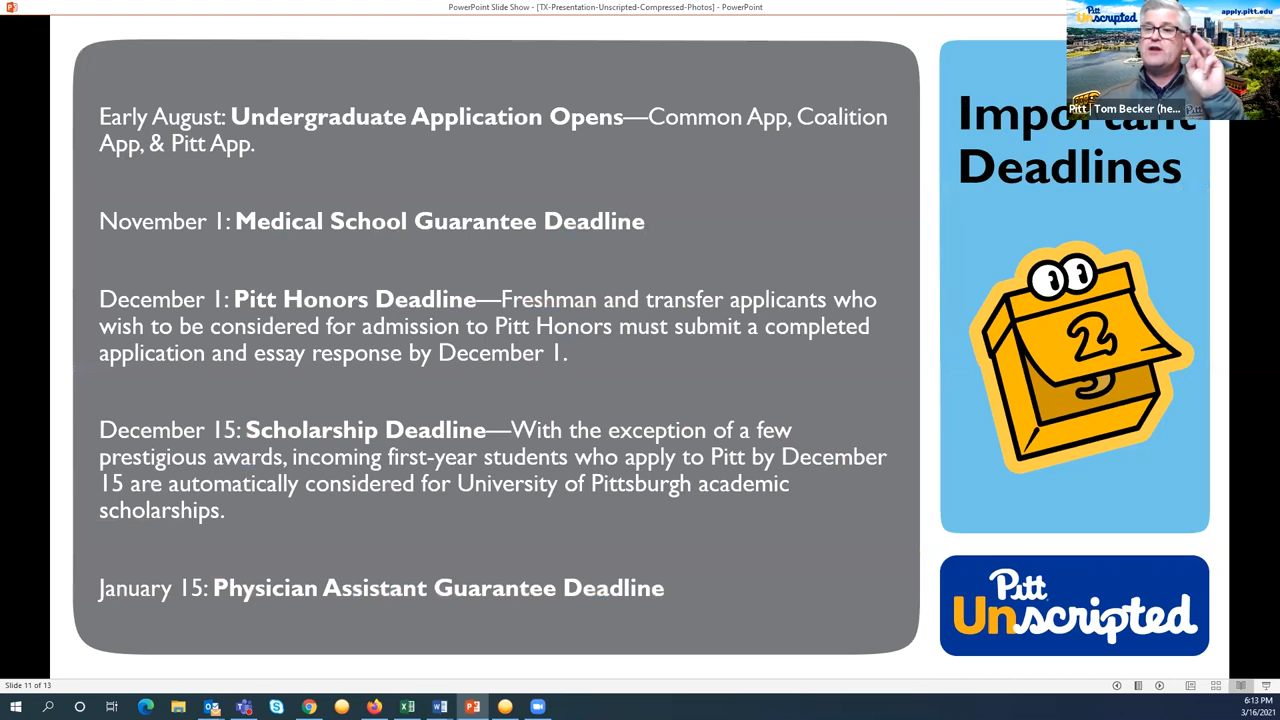 PowerPoint Slide Show - [TX-Presentation-Unscripted-Compressed-Photos] - PowerPoint
Pitt
Unscripted
apply.pitt.edu
Pitt | Tom Becker (he...
Important
Deadlines
Early August: Undergraduate Application Opens—Common App, Coalition
App, & Pitt App.
November 1: Medical School Guarantee Deadline
December 1: Pitt Honors Deadline—Freshman and transfer applicants who
wish to be considered for admission to Pitt Honors must submit a completed
application and essay response by December 1.
December 15: Scholarship Deadline—With the exception of a few
prestigious awards, incoming first-year students who apply to Pitt by December
15 are automatically considered for University of Pittsburgh academic
scholarships.
January 15: Physician Assistant Guarantee Deadline
2
3
Pitt
Unscripted
Slide 11 of 13
6:13 PM
3/16/2021